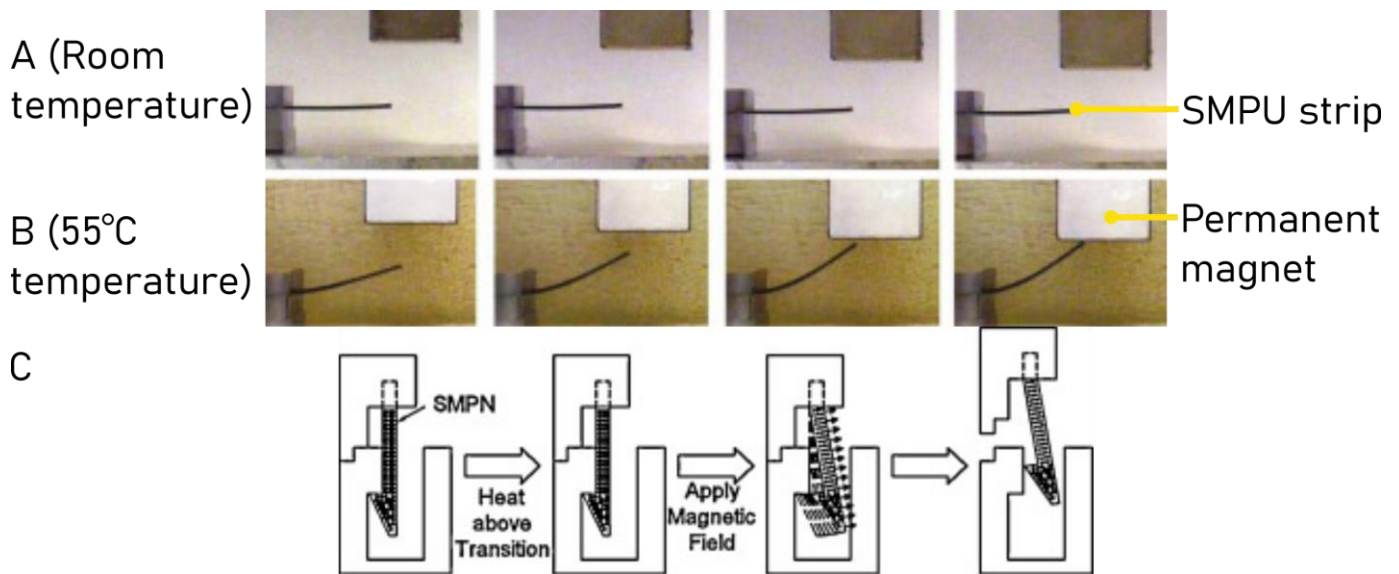 A (Room
temperature)
SMPU strip
B (55°C
temperature)
Permanent
magnet
C
SMPN
Heat
above
Transition
Apply
Magnetic
Field